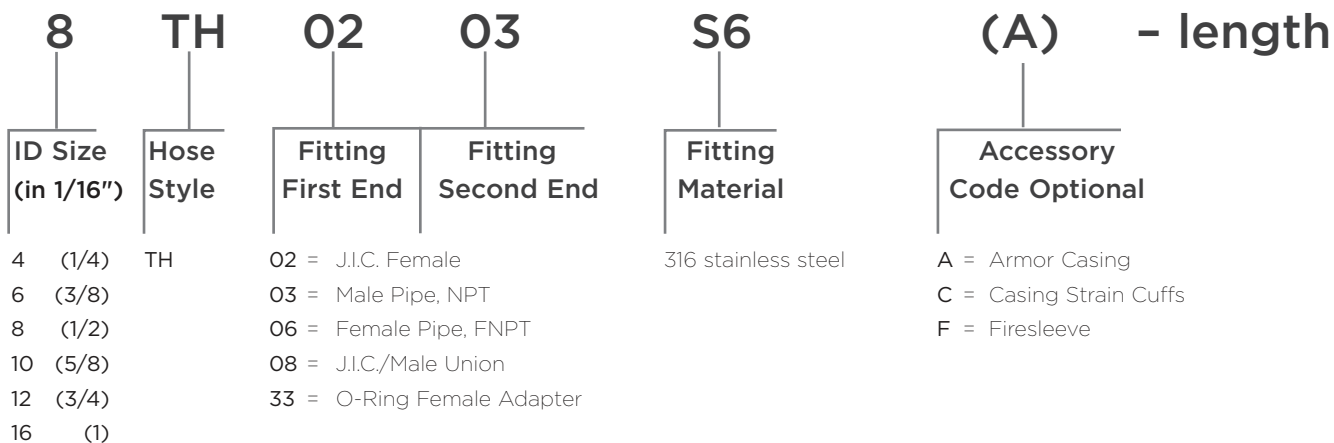 8 TH 02 03 S6 (A) – length
ID Size Hose Fitting Fitting Fitting Accessory
(in 1/16") Style First End Second End Material Code Optional
4 (1/4) TH 02 = J.I.C. Female 316 stainless steel A = Armor Casing
6 (3/8) 03 = Male Pipe, NPT C = Casing Strain Cuffs
8 (1/2) 06 = Female Pipe, FNPT F = Firesleeve
10 (5/8) 08 = J.I.C./Male Union
12 (3/4) 33 = O-Ring Female Adapter
16 (1)